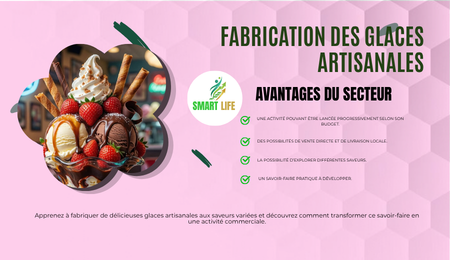 FABRICATION DES GLACES
ARTISANALES
SMART LIFE
AVANTAGES DU SECTEUR
UNE ACTIVITÉ POUVANT ÊTRE LANCÉE PROGRESSIVEMENT SELON SON
BUDGET
DES POSSIBILITÉS DE VENTE DIRECTE ET DE LIVRAISON LOCALE.
LA POSSIBILITÉ D'EXPLORER DIFFÉRENTES SAVEURS.
UN SAVOIR-FAIRE PRATIQUE À DÉVELOPPER.
Apprenez à fabriquer de délicieuses glaces artisanales aux saveurs variées et découvrez comment transformer ce savoir-faire en
une activité commerciale.